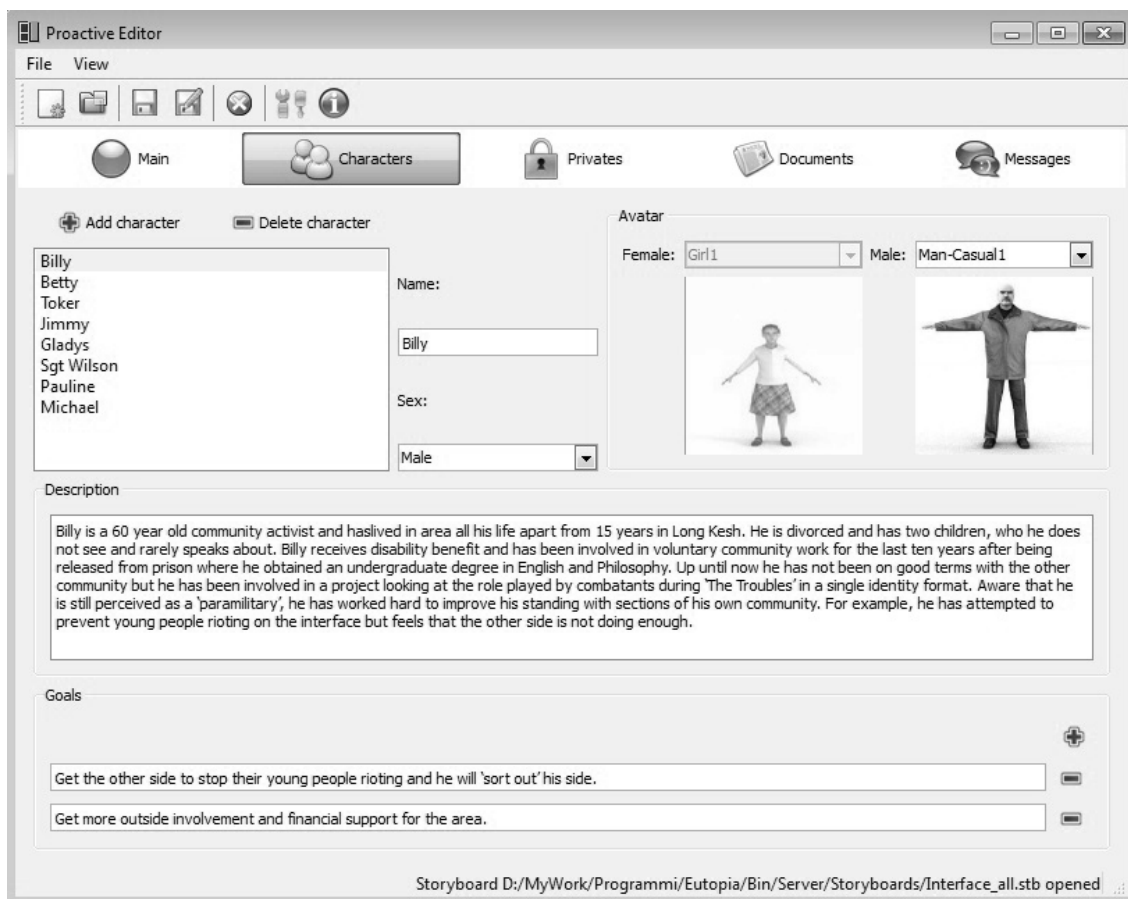 Proactive Editor
File View
Main Characters Privates Documents Messages
Add character Delete character
Billy
Betty
Toker
Jimmy
Gladys
Sgt Wilson
Pauline
Michael
Name:
Billy
Sex:
Male
Avatar
Female: Girl1 Male: Man-Casual1
Description
Billy is a 60 year old community activist and haslived in area all his life apart from 15 years in Long Kesh. He is divorced and has two children, who he does
not see and rarely speaks about. Billy receives disability benefit and has been involved in voluntary community work for the last ten years after being
released from prison where he obtained an undergraduate degree in English and Philosophy. Up until now he has not been on good terms with the other
community but he has been involved in a project looking at the role played by combatants during 'The Troubles' in a single identity format. Aware that he
is still perceived as a 'paramilitary', he has worked hard to improve his standing with sections of his own community. For example, he has attempted to
prevent young people rioting on the interface but feels that the other side is not doing enough.
Goals
Get the other side to stop their young people rioting and he will 'sort out' his side.
Get more outside involvement and financial support for the area.
Storyboard D:/MyWork/Programmi/Eutopia/Bin/Server/Storyboards/Interface_all.stb opened